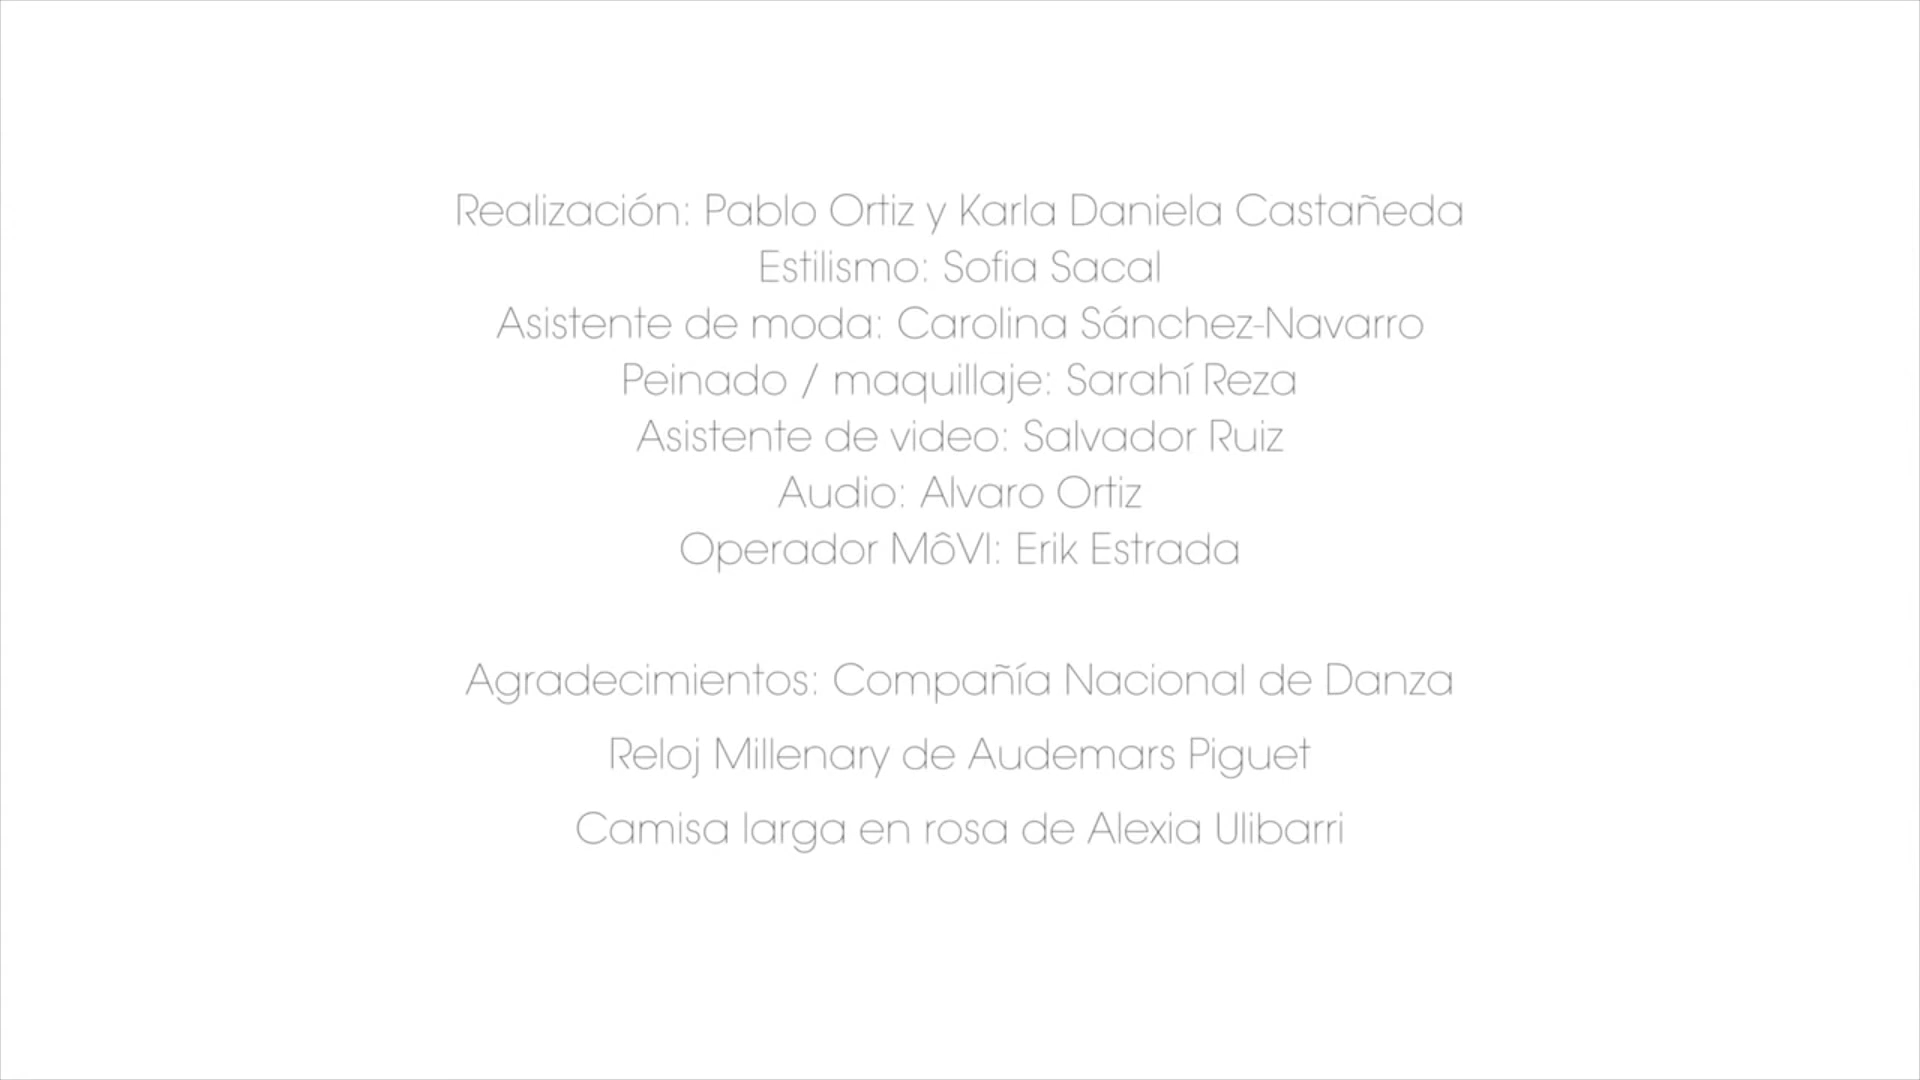 Realización: Pablo Ortiz y Karla Daniela Castañeda
Estilismo: Sofia Sacal
Asistente de moda: Carolina Sánchez-Navarro
Peinado / maquillaje: Sarahí Reza
Asistente de video: Salvador Ruiz
Audio: Alvaro Ortiz
Operador MôVI: Erik Estrada
Agradecimientos: Compañía Nacional de Danza
Reloj Millenary de Audemars Piguet
Camisa larga en rosa de Alexia Ulibarri